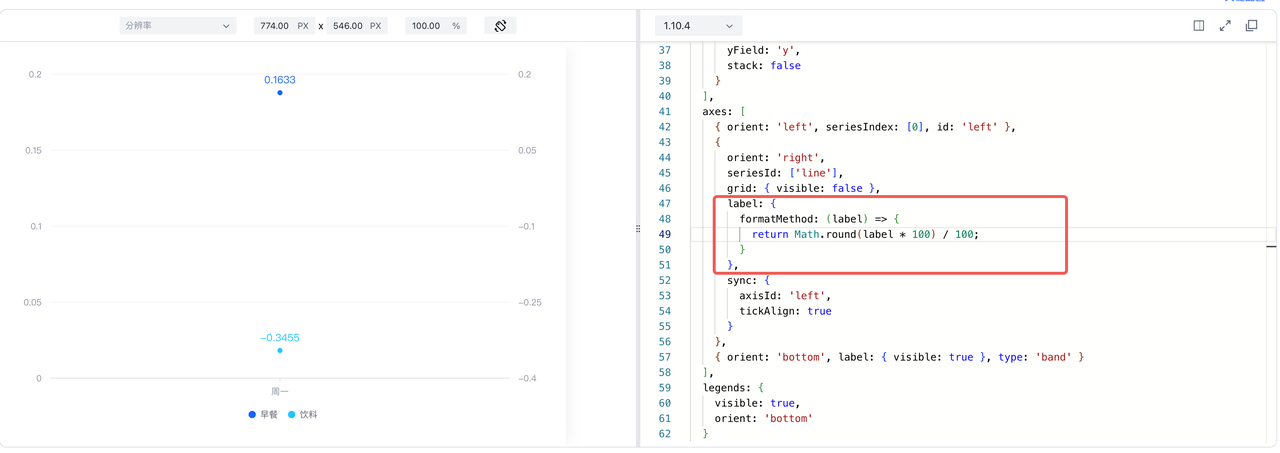 分辨率 774.00 PX x 546.00 PX 100.00 %
0.2
0.15
0.1
0.05
0
0.1633
−0.3455
0.2
0.05
−0.1
−0.25
−0.4
周一
早餐 饮料
1.10.4
37 yField: 'y',
38 stack: false
39 }
40 ],
41 axes: [
42 { orient: 'left', seriesIndex: [0], id: 'left' },
43 {
44 orient: 'right',
45 seriesId: ['line'],
46 grid: { visible: false },
47 label: {
48 formatMethod: (label) => {
49 return Math.round(label * 100) / 100;
50 }
51 },
52 sync: {
53 axisId: 'left',
54 tickAlign: true
55 }
56 },
57 { orient: 'bottom', label: { visible: true }, type: 'band' }
58 ],
59 legends: {
60 visible: true,
61 orient: 'bottom'
62 }